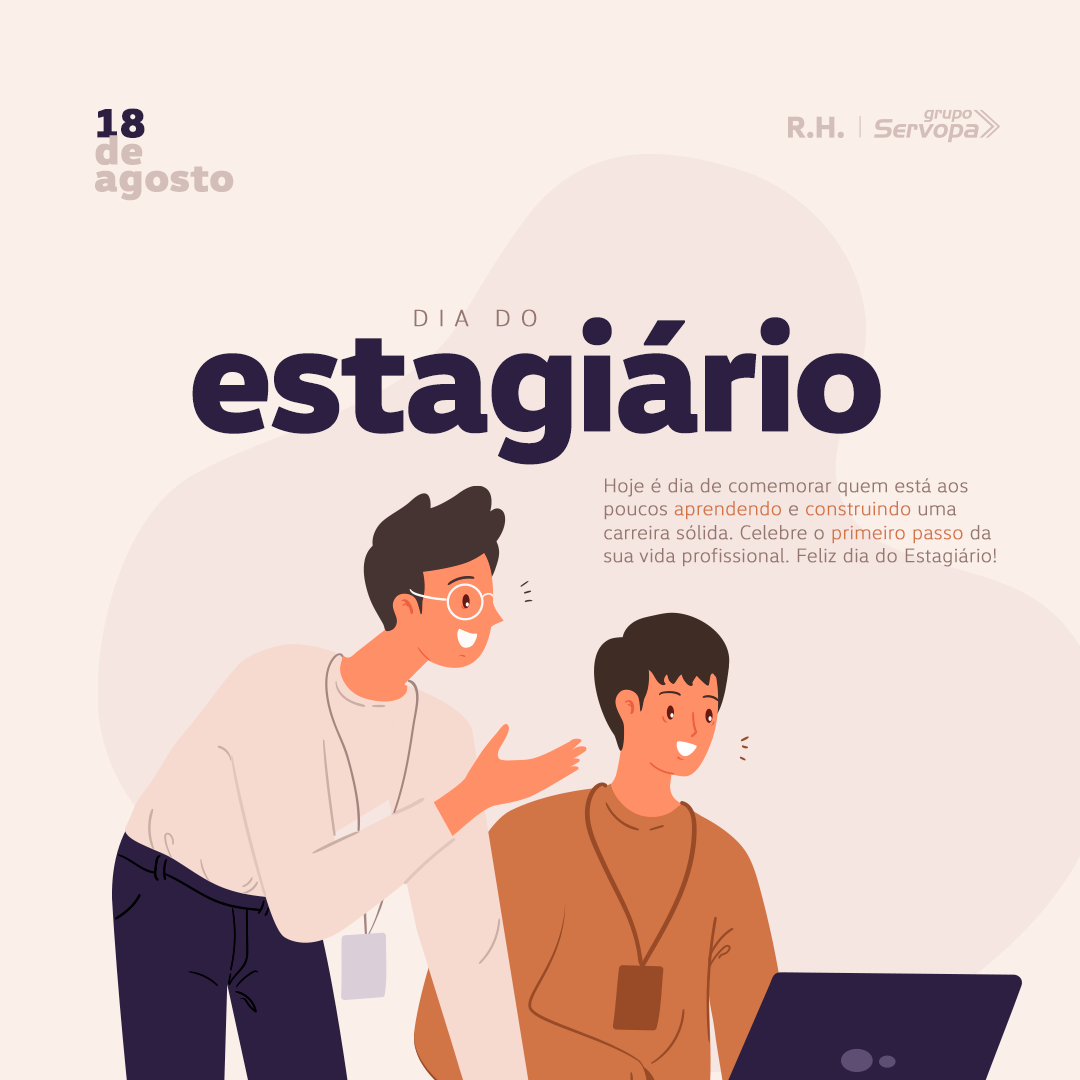 18
de
agosto
R.H. | grupo
Servopa
DIA DO
estagiário
Hoje é dia de comemorar quem está aos
poucos aprendendo e construindo uma
carreira sólida. Celebre o primeiro passo da
sua vida profissional. Feliz dia do Estagiário!